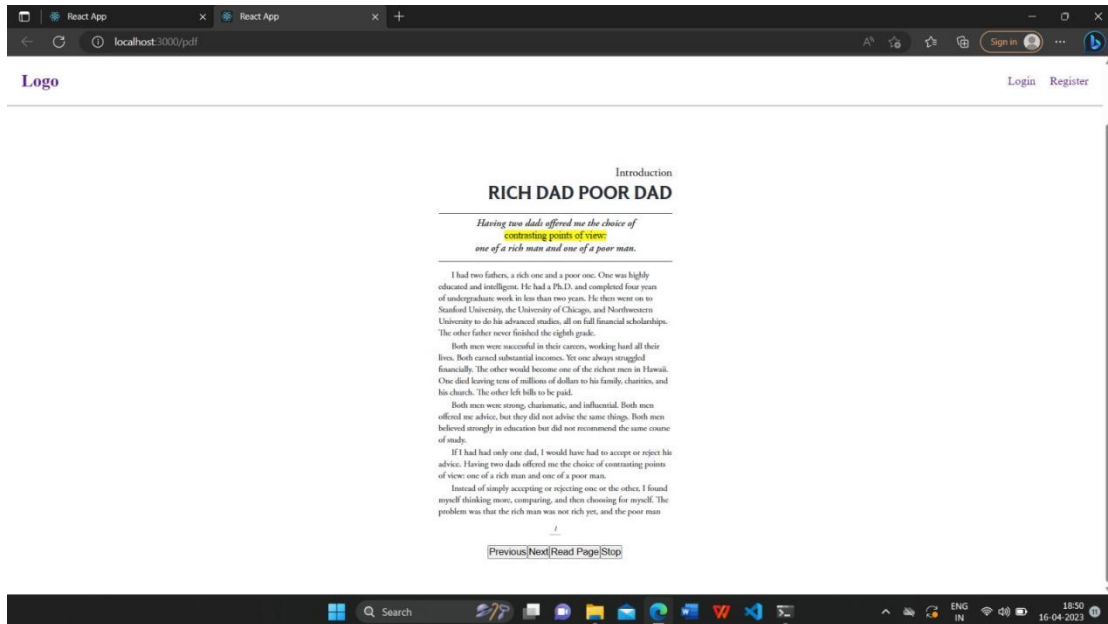 React App
React App
localhost:3000/pdf
Sign in
Logo
Login Register
Introduction
RICH DAD POOR DAD
Having two dads offered me the choice of
contrasting points of view:
one of a rich man and one of a poor man.
I had two fathers, a rich one and a poor one. One was highly
educated and intelligent. He had a Ph.D. and completed four years
of undergraduate work in less than two years. He then went on to
Stanford University, the University of Chicago, and Northwestern
University to do his advanced studies, all on full financial scholarships.
The other father never finished the eighth grade.
Both men were successful in their careers, working hard all their
lives. Both earned substantial incomes. Yet one always struggled
financially. The other would become one of the richest men in Hawaii.
One died leaving tens of millions of dollars to his family, charities, and
his church. The other left bills to be paid.
Both men were strong, charismatic, and influential. Both men
offered me advice, but they did not advise the same things. Both men
believed strongly in education but did not recommend the same course
of study.
If I had had only one dad, I would have had to accept or reject his
advice. Having two dads offered me the choice of contrasting points
of view: one of a rich man and one of a poor man.
Instead of simply accepting or rejecting one or the other, I found
myself thinking more, comparing, and then choosing for myself. The
problem was that the rich man was not rich yet, and the poor man
1
Previous Next Read Page Stop
Search
ENG
IN
18:50
16-04-2023